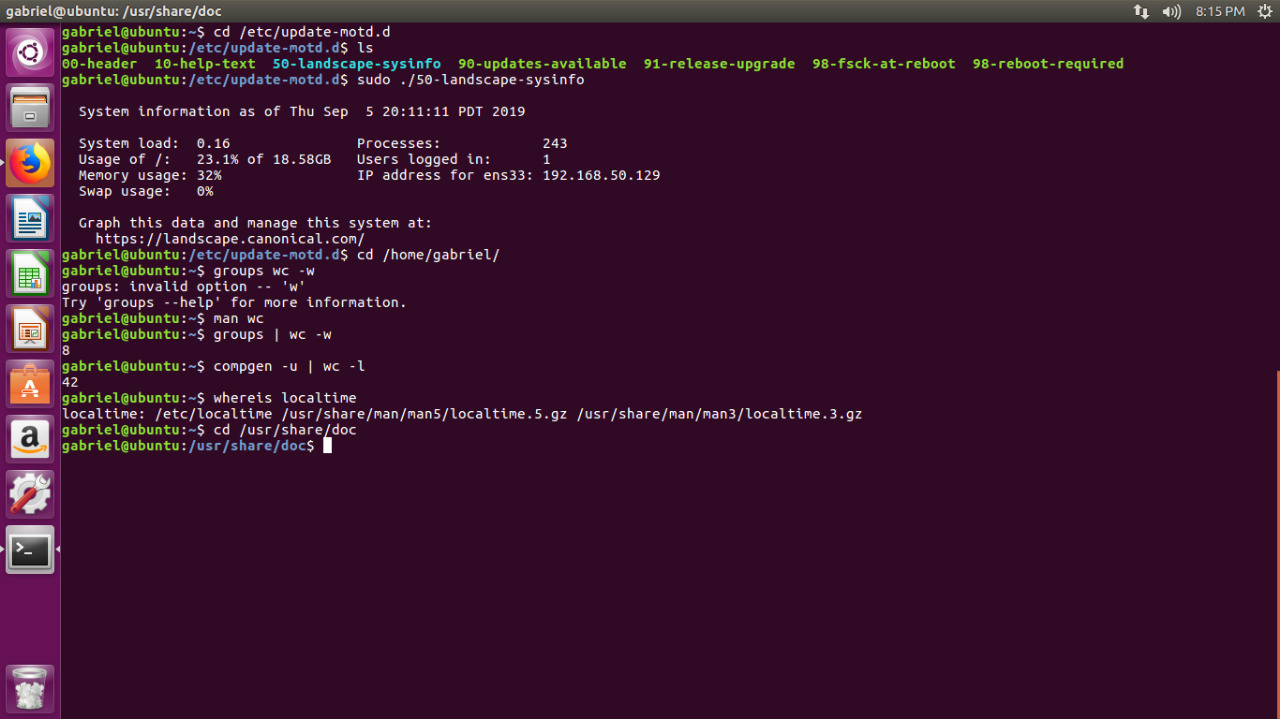 gabriel@ubuntu: /usr/share/doc 8:15 PM
gabriel@ubuntu:~$ cd /etc/update-motd.d
gabriel@ubuntu:/etc/update-motd.d$ ls
00-header  10-help-text  50-landscape-sysinfo  90-updates-available  91-release-upgrade  98-fsck-at-reboot  98-reboot-required
gabriel@ubuntu:/etc/update-motd.d$ sudo ./50-landscape-sysinfo
System information as of Thu Sep  5 20:11:11 PDT 2019
System load:  0.16               Processes:            243
Usage of /:   23.1% of 18.58GB   Users logged in:      1
Memory usage: 32%                IP address for ens33: 192.168.50.129
Swap usage:   0%
Graph this data and manage this system at:
https://landscape.canonical.com/
gabriel@ubuntu:/etc/update-motd.d$ cd /home/gabriel/
gabriel@ubuntu:~$ groups wc -w
groups: invalid option -- 'w'
Try 'groups --help' for more information.
gabriel@ubuntu:~$ man wc
gabriel@ubuntu:~$ groups | wc -w
8
gabriel@ubuntu:~$ compgen -u | wc -l
42
gabriel@ubuntu:~$ whereis localtime
localtime: /etc/localtime /usr/share/man/man5/localtime.5.gz /usr/share/man/man3/localtime.3.gz
gabriel@ubuntu:~$ cd /usr/share/doc
gabriel@ubuntu:/usr/share/doc$